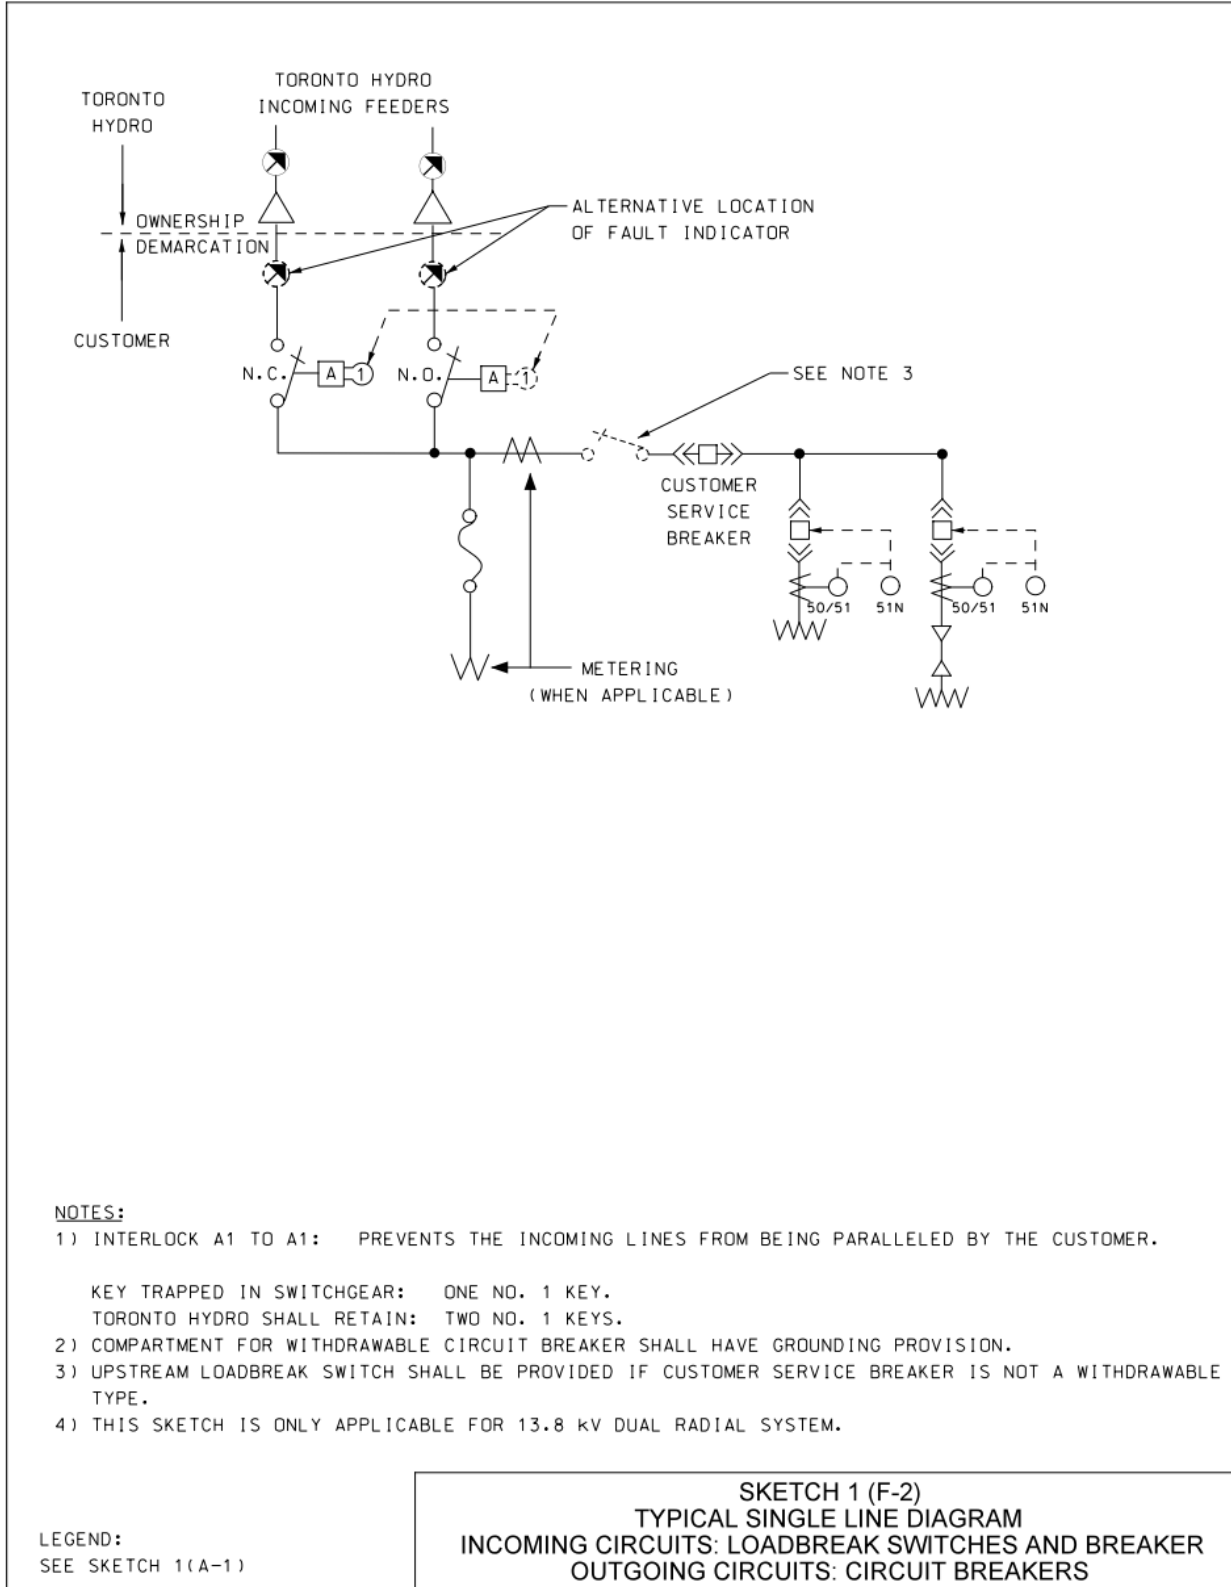 TORONTO HYDRO
INCOMING FEEDERS
TORONTO
HYDRO
OWNERSHIP
DEMARCATION
CUSTOMER
ALTERNATIVE LOCATION
OF FAULT INDICATOR
N.C.
A
1
N.O.
A
1
SEE NOTE 3
CUSTOMER
SERVICE
BREAKER
50/51
51N
50/51
51N
METERING
(WHEN APPLICABLE)
NOTES:
1) INTERLOCK A1 TO A1: PREVENTS THE INCOMING LINES FROM BEING PARALLELED BY THE CUSTOMER.
KEY TRAPPED IN SWITCHGEAR: ONE NO. 1 KEY.
TORONTO HYDRO SHALL RETAIN: TWO NO. 1 KEYS.
2) COMPARTMENT FOR WITHDRAWABLE CIRCUIT BREAKER SHALL HAVE GROUNDING PROVISION.
3) UPSTREAM LOADBREAK SWITCH SHALL BE PROVIDED IF CUSTOMER SERVICE BREAKER IS NOT A WITHDRAWABLE
TYPE.
4) THIS SKETCH IS ONLY APPLICABLE FOR 13.8 kV DUAL RADIAL SYSTEM.
LEGEND:
SEE SKETCH 1(A-1)
SKETCH 1 (F-2)
TYPICAL SINGLE LINE DIAGRAM
INCOMING CIRCUITS: LOADBREAK SWITCHES AND BREAKER
OUTGOING CIRCUITS: CIRCUIT BREAKERS